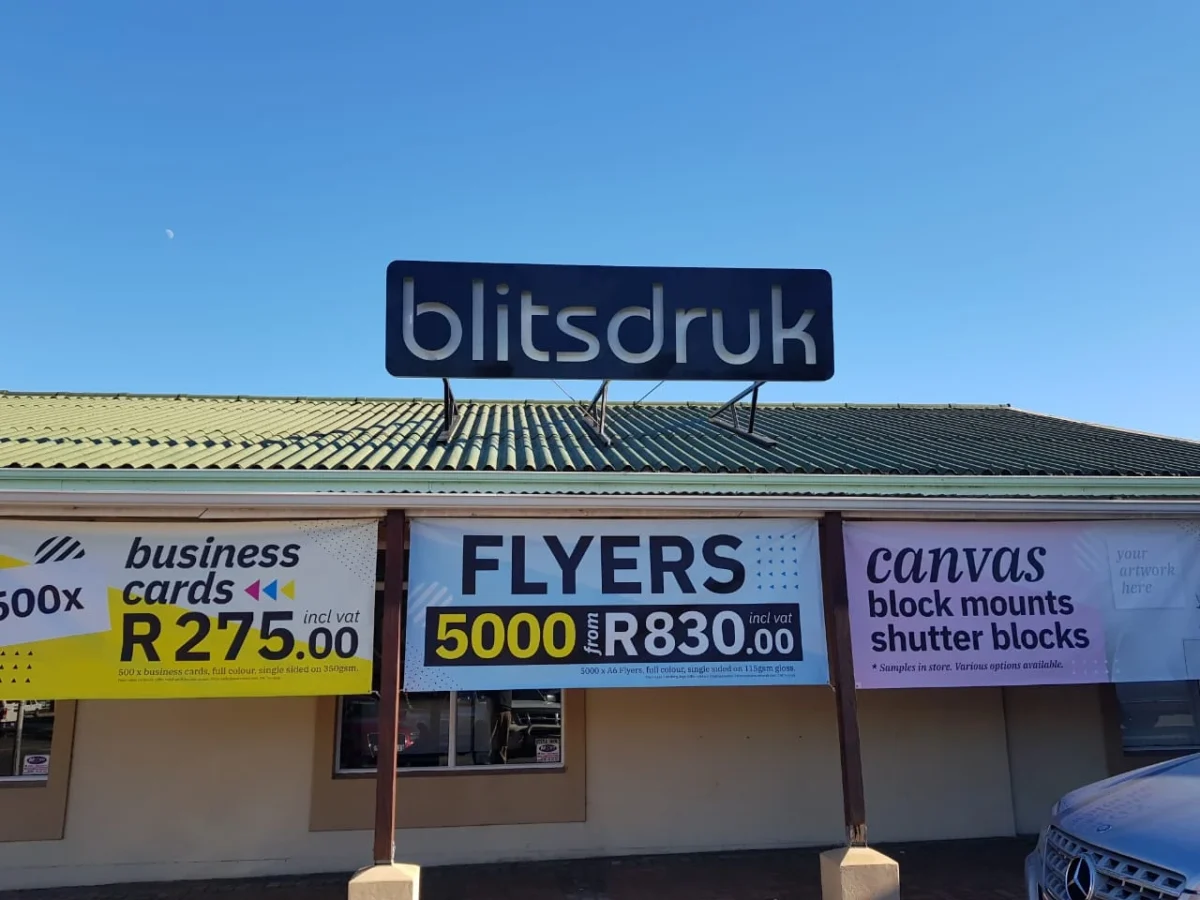 blitsdruk
500x
business
cards
R275.00 incl vat
500 x business cards, full colour, single sided on 350gsm.
FLYERS
5000 from R830.00 incl vat
5000 x A6 Flyers, full colour, single sided on 115gsm gloss.
canvas
block mounts
shutter blocks
* Samples in store. Various options available.
your
artwork
here